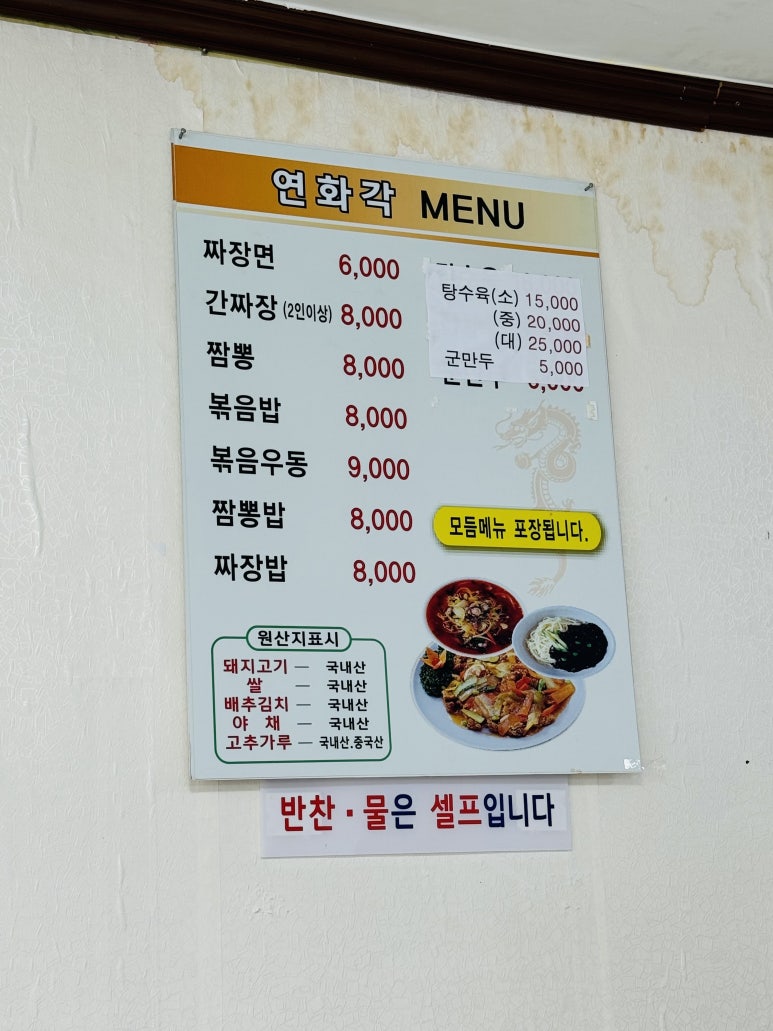 연화각 MENU
짜장면 6,000
간짜장 (2인이상) 8,000
짬뽕 8,000
볶음밥 8,000
볶음우동 9,000
짬뽕밥 8,000
짜장밥 8,000
탕수육(소) 15,000
(중) 20,000
(대) 25,000
군만두 5,000
모듬메뉴 포장됩니다.
원산지표시
돼지고기 — 국내산
쌀 — 국내산
배추김치 — 국내산
야 채 — 국내산
고추가루 — 국내산.중국산
반찬·물은 셀프입니다